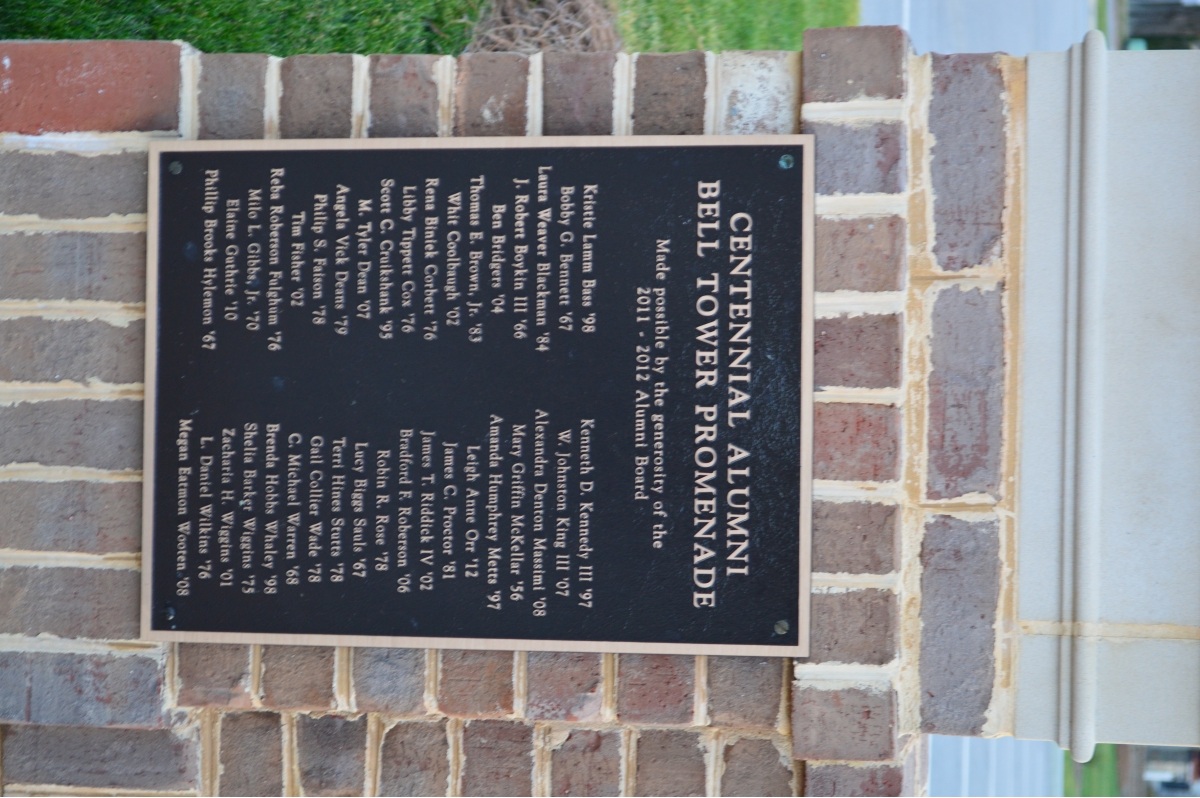 CENTENNIAL ALUMNI
BELL TOWER PROMENADE
Made possible by the generosity of the
2011 - 2012 Alumni Board
Kristie Lamm Bass '98
Bobby G. Bennett '67
Laura Weaver Blackman '84
J. Robert Boykin III '66
Ben Bridgers '04
Thomas E. Brown, Jr. '83
Whit Coolbaugh '02
Rena Biniek Corbett '76
Libby Tippett Cox '76
Scott C. Cruikshank '95
M. Tyler Dean '07
Angela Vick Deans '79
Philip S. Faison '78
Tim Fisher '02
Reba Roberson Fulghum '76
Milo L. Gibbs, Jr. '70
Elaine Guthrie '10
Phillip Brooks Hylemon '67
Kenneth D. Kennedy III '97
W. Johnston King III '07
Alexandra Denton Massimi '08
Mary Griffin McKellar '56
Amanda Humphrey Metts '97
Leigh Anne Orr '12
James C. Proctor '81
James T. Riddick IV '02
Bradford F. Roberson '06
Robin R. Rose '78
Lucy Biggs Sauls '67
Terri Hines Stutts '78
Gail Collier Wade '78
C. Michael Warren '68
Brenda Hobbs Whaley '98
Shelia Barker Wiggins '75
Zacharia H. Wiggins '01
L. Daniel Wilkins '76
Megan Earmon Wooten '08